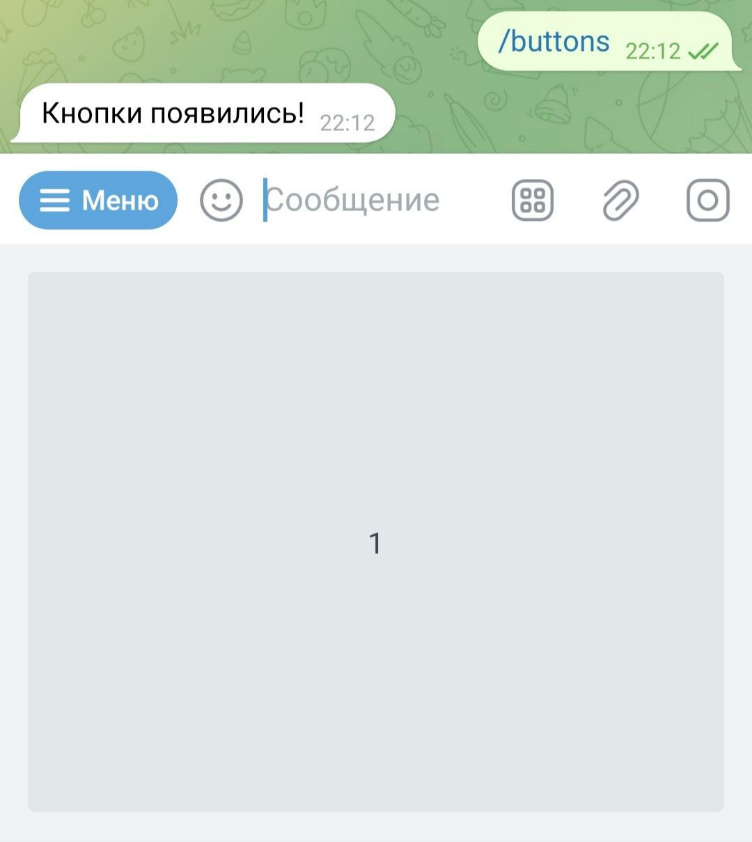 /buttons 22:12
Кнопки появились! 22:12
Меню Сообщение
1